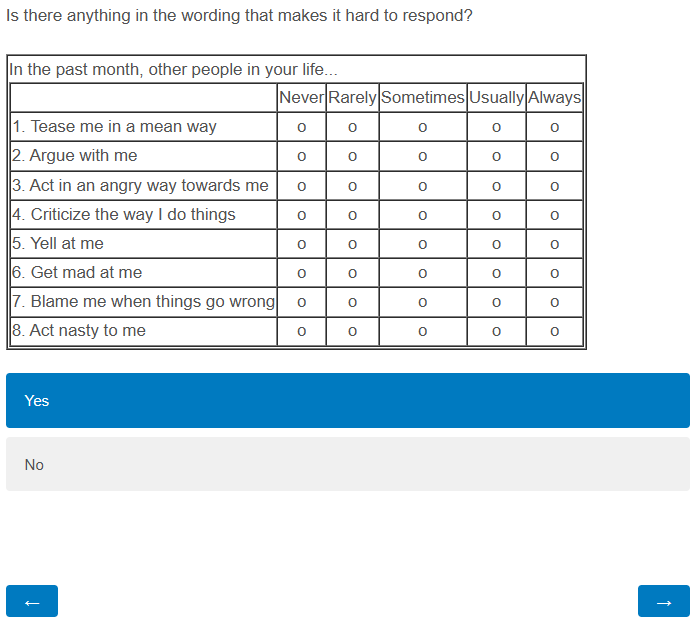 Is there anything in the wording that makes it hard to respond?
In the past month, other people in your life...
Never Rarely Sometimes Usually Always
1. Tease me in a mean way o o o o o
2. Argue with me o o o o o
3. Act in an angry way towards me o o o o o
4. Criticize the way I do things o o o o o
5. Yell at me o o o o o
6. Get mad at me o o o o o
7. Blame me when things go wrong o o o o o
8. Act nasty to me o o o o o
Yes
No
← →